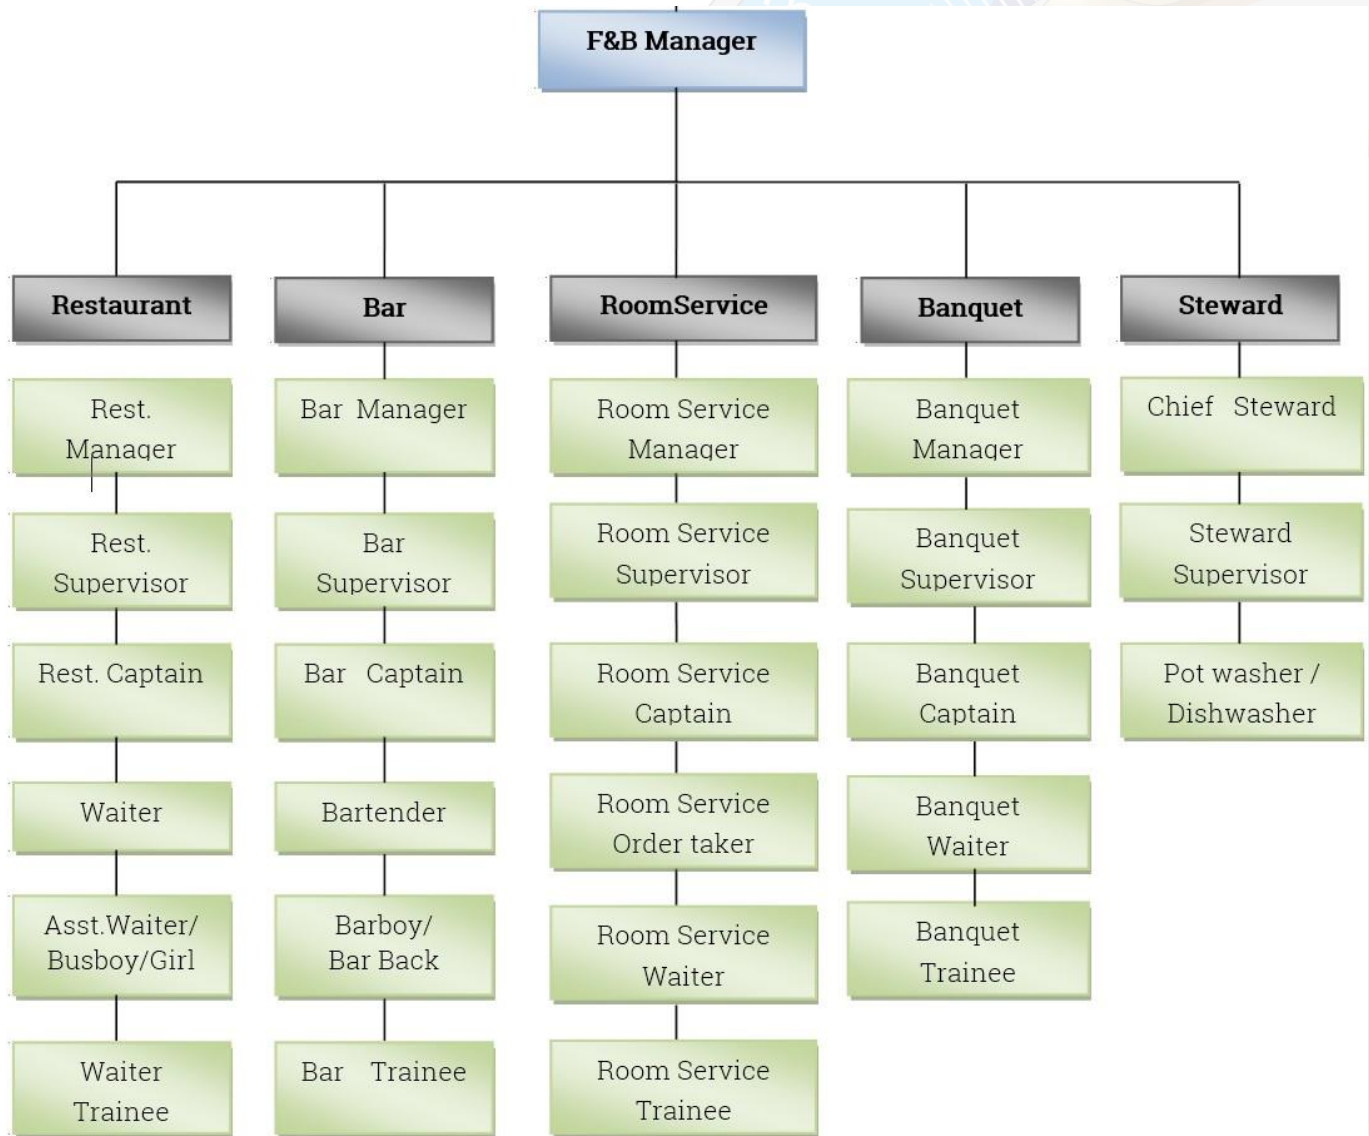 F&B Manager
Restaurant
Bar
RoomService
Banquet
Steward
Rest.
Manager
Bar Manager
Room Service
Manager
Banquet
Manager
Chief Steward
Rest.
Supervisor
Bar
Supervisor
Room Service
Supervisor
Banquet
Supervisor
Steward
Supervisor
Rest. Captain
Bar Captain
Room Service
Captain
Banquet
Captain
Pot washer /
Dishwasher
Waiter
Bartender
Room Service
Order taker
Banquet
Waiter
Asst.Waiter/
Busboy/Girl
Barboy/
Bar Back
Room Service
Waiter
Banquet
Trainee
Waiter
Trainee
Bar Trainee
Room Service
Trainee